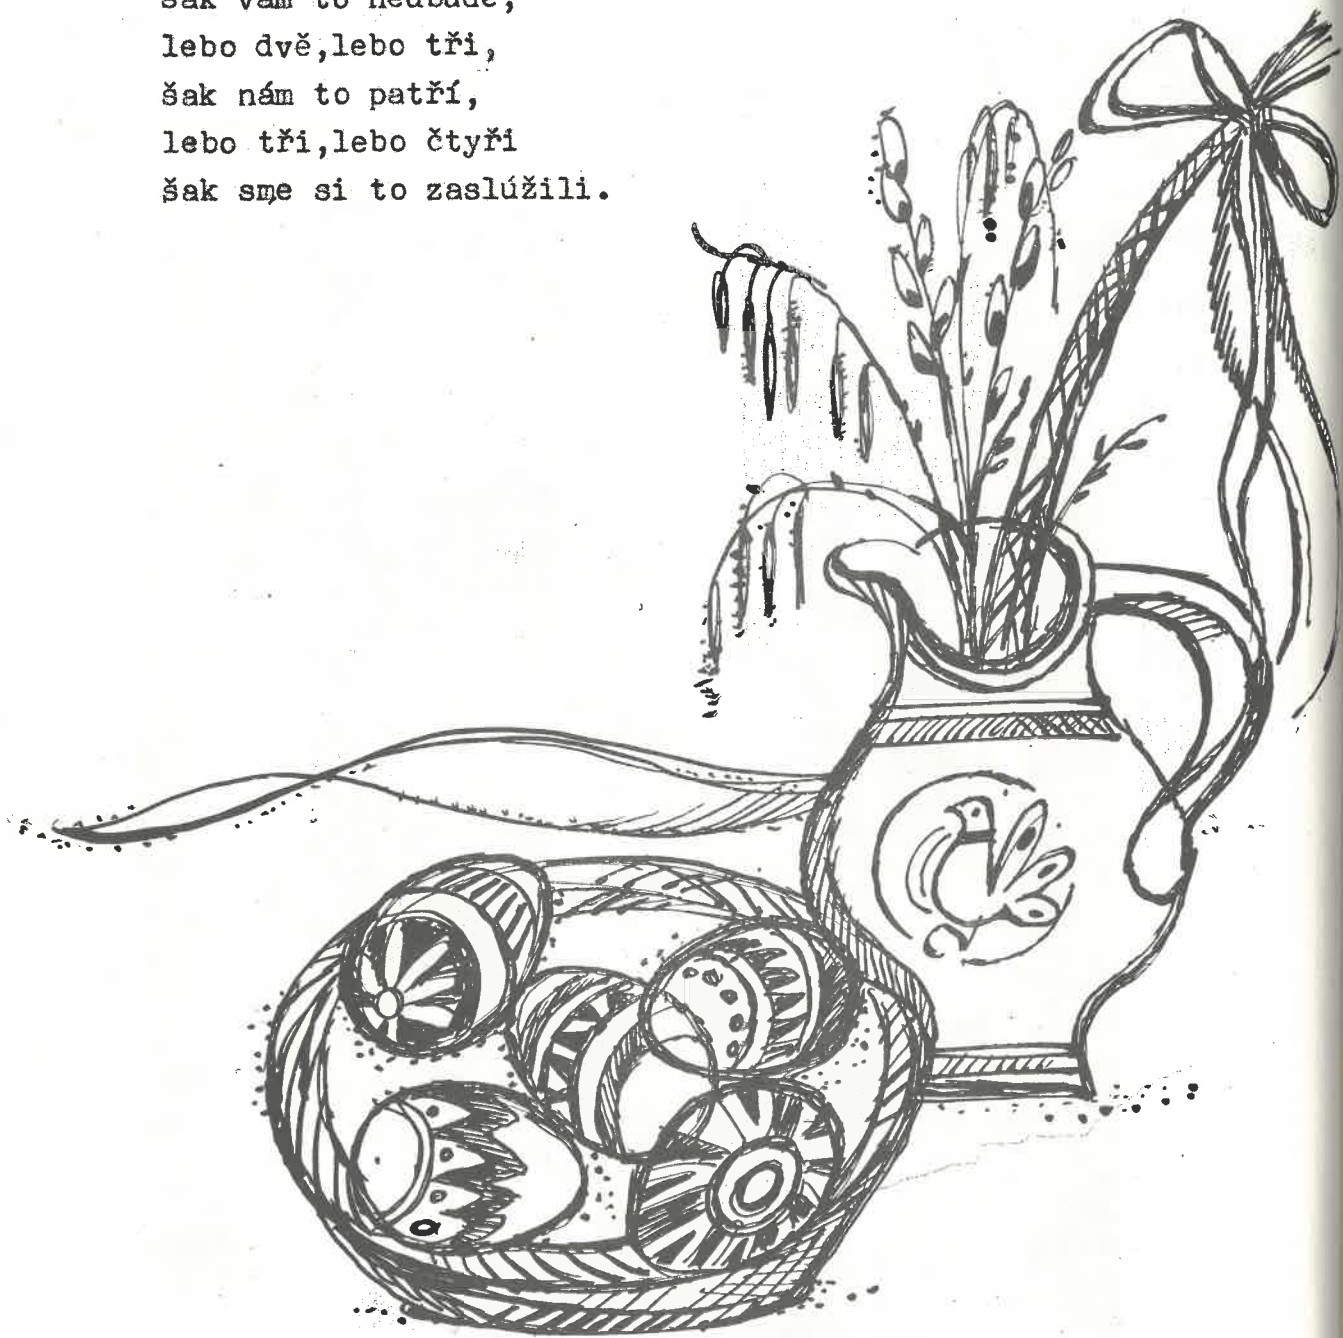 šak vám to neubude,
lebo dvě,lebo tři,
šak nám to patří,
lebo tři,lebo čtyři
šak sme si to zaslúžili.